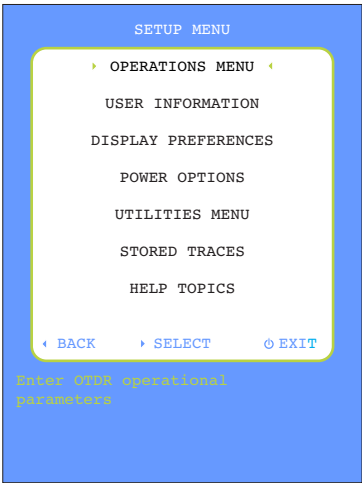 SETUP MENU
OPERATIONS MENU
USER INFORMATION
DISPLAY PREFERENCES
POWER OPTIONS
UTILITIES MENU
STORED TRACES
HELP TOPICS
BACK SELECT EXIT
Enter OTDR operational
parameters